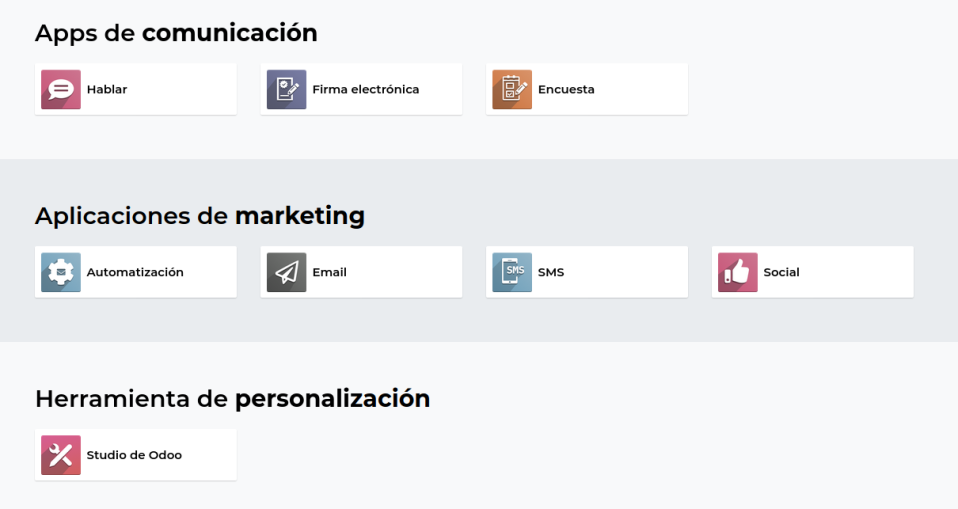 Apps de comunicación
Hablar
Firma electrónica
Encuesta
Aplicaciones de marketing
Automatización
Email
SMS
SMS
Social
Herramienta de personalización
Studio de Odoo